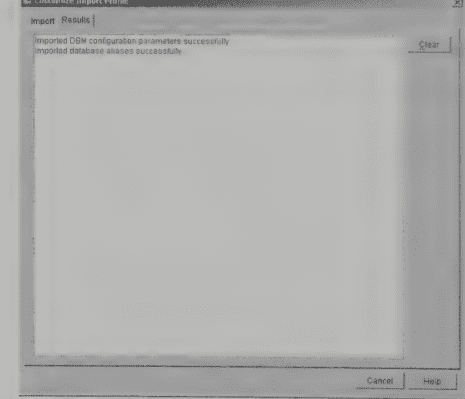 Customize Import Profile
Import Results
Imported DBM configuration parameters successfully
Imported database aliases successfully
Clear
Cancel Help